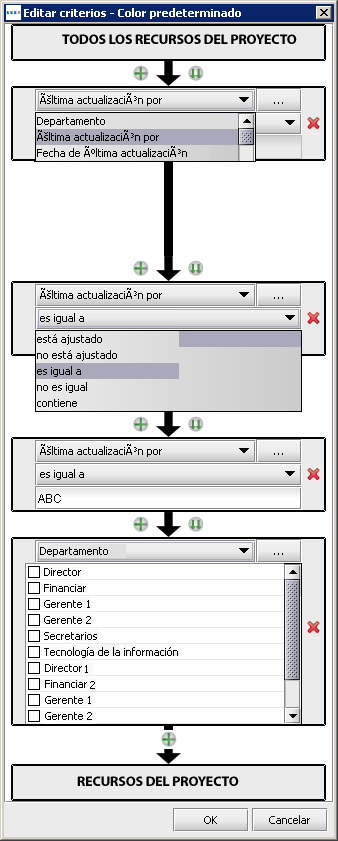 Editar criterios - Color predeterminado
TODOS LOS RECURSOS DEL PROYECTO
Ãšltima actualizaciÃ³n por
...
Departamento
Ãšltima actualizaciÃ³n por
Fecha de Ãºltima actualizaciÃ³n
Ãšltima actualizaciÃ³n por
...
es igual a
está ajustado
no está ajustado
es igual a
no es igual
contiene
Ãšltima actualizaciÃ³n por
...
es igual a
ABC
Departamento
...
Director
Financiar
Gerente 1
Gerente 2
Secretarios
Tecnología de la información
Director 1
Financiar 2
Gerente 1
Gerente 2
RECURSOS DEL PROYECTO
OK
Cancelar